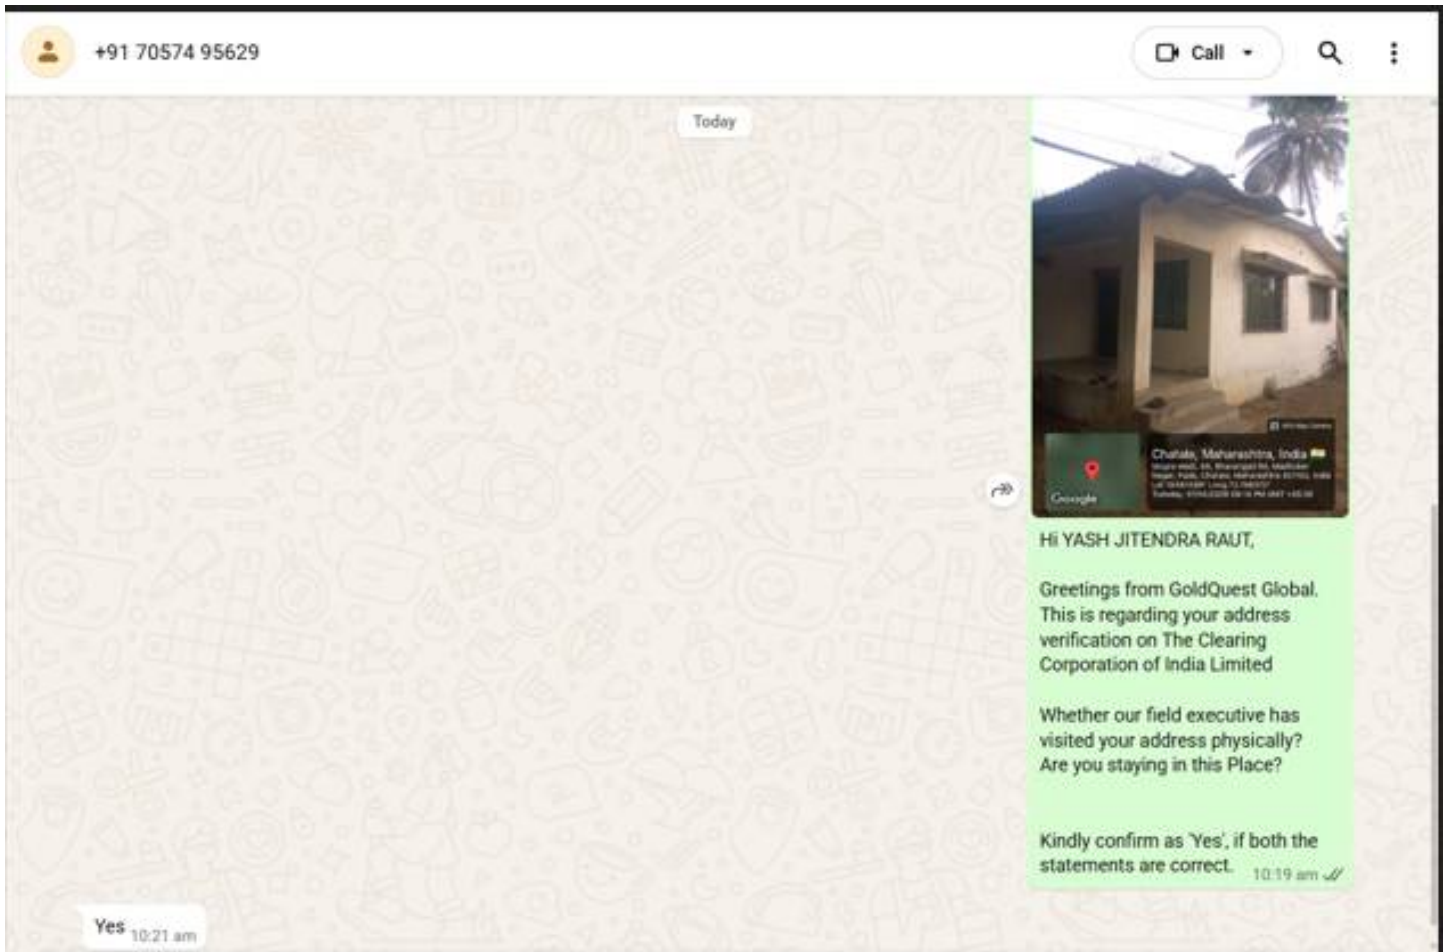 +91 70574 95629
Call
Today
Chatale, Maharashtra, India
Google
Hi YASH JITENDRA RAUT,
Greetings from GoldQuest Global.
This is regarding your address
verification on The Clearing
Corporation of India Limited
Whether our field executive has
visited your address physically?
Are you staying in this Place?
Kindly confirm as 'Yes', if both the
statements are correct.
10:19 am
Yes 10:21 am